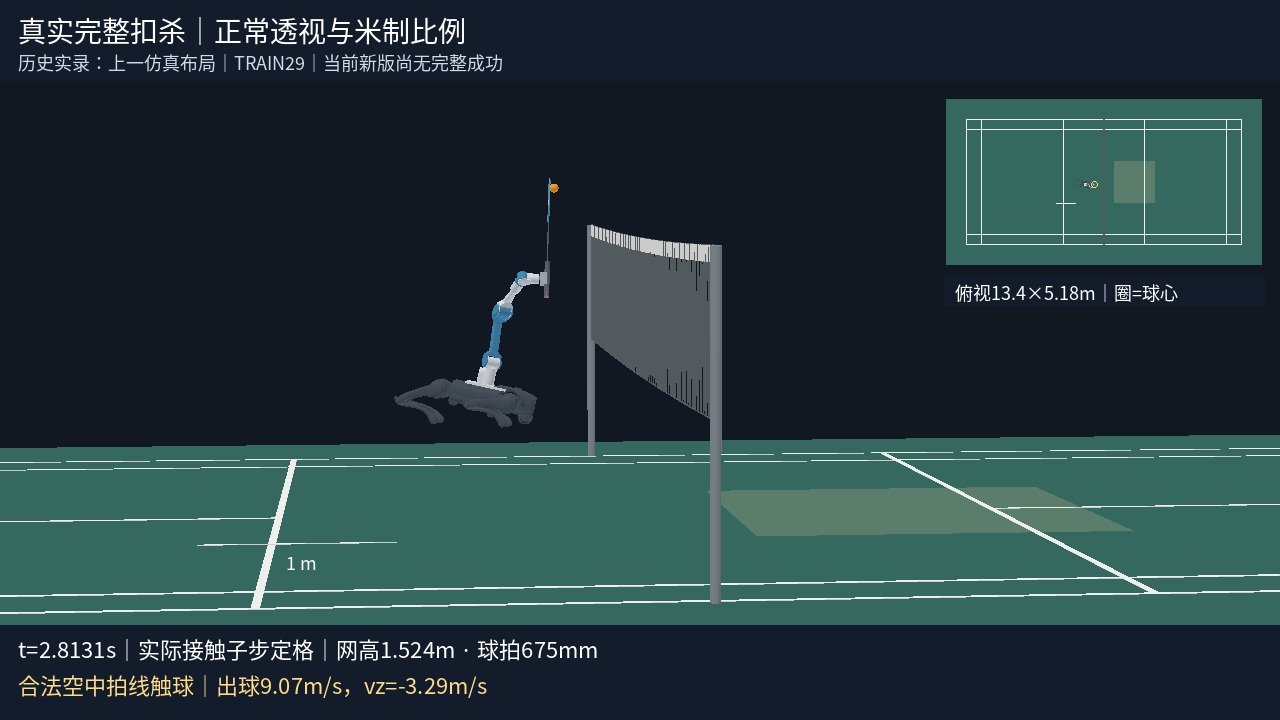 真实完整扣杀｜正常透视与米制比例
历史实录：上一仿真布局｜TRAIN29｜当前新版尚无完整成功
俯视13.4×5.18m｜圈=球心
1 m
t=2.8131s｜实际接触子步定格｜网高1.524m · 球拍675mm
合法空中拍线触球｜出球9.07m/s，vz=-3.29m/s